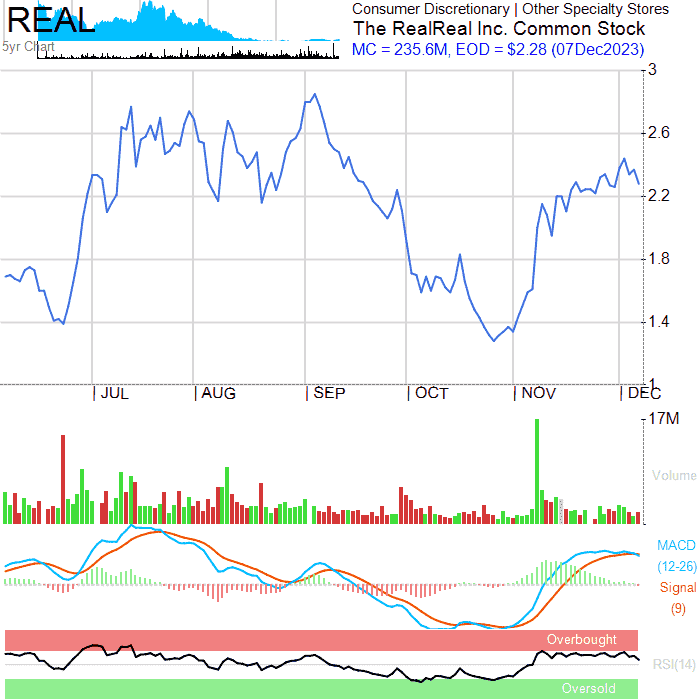 REAL
5yr Chart
Consumer Discretionary | Other Specialty Stores
The RealReal Inc. Common Stock
MC = 235.6M, EOD = $2.28 (07Dec2023)
3
2.6
2.2
1.8
1.4
1
JUL AUG SEP OCT NOV DEC
17M
Volume
MACD
(12-26)
Signal
(9)
Overbought
RSI(14)
Oversold